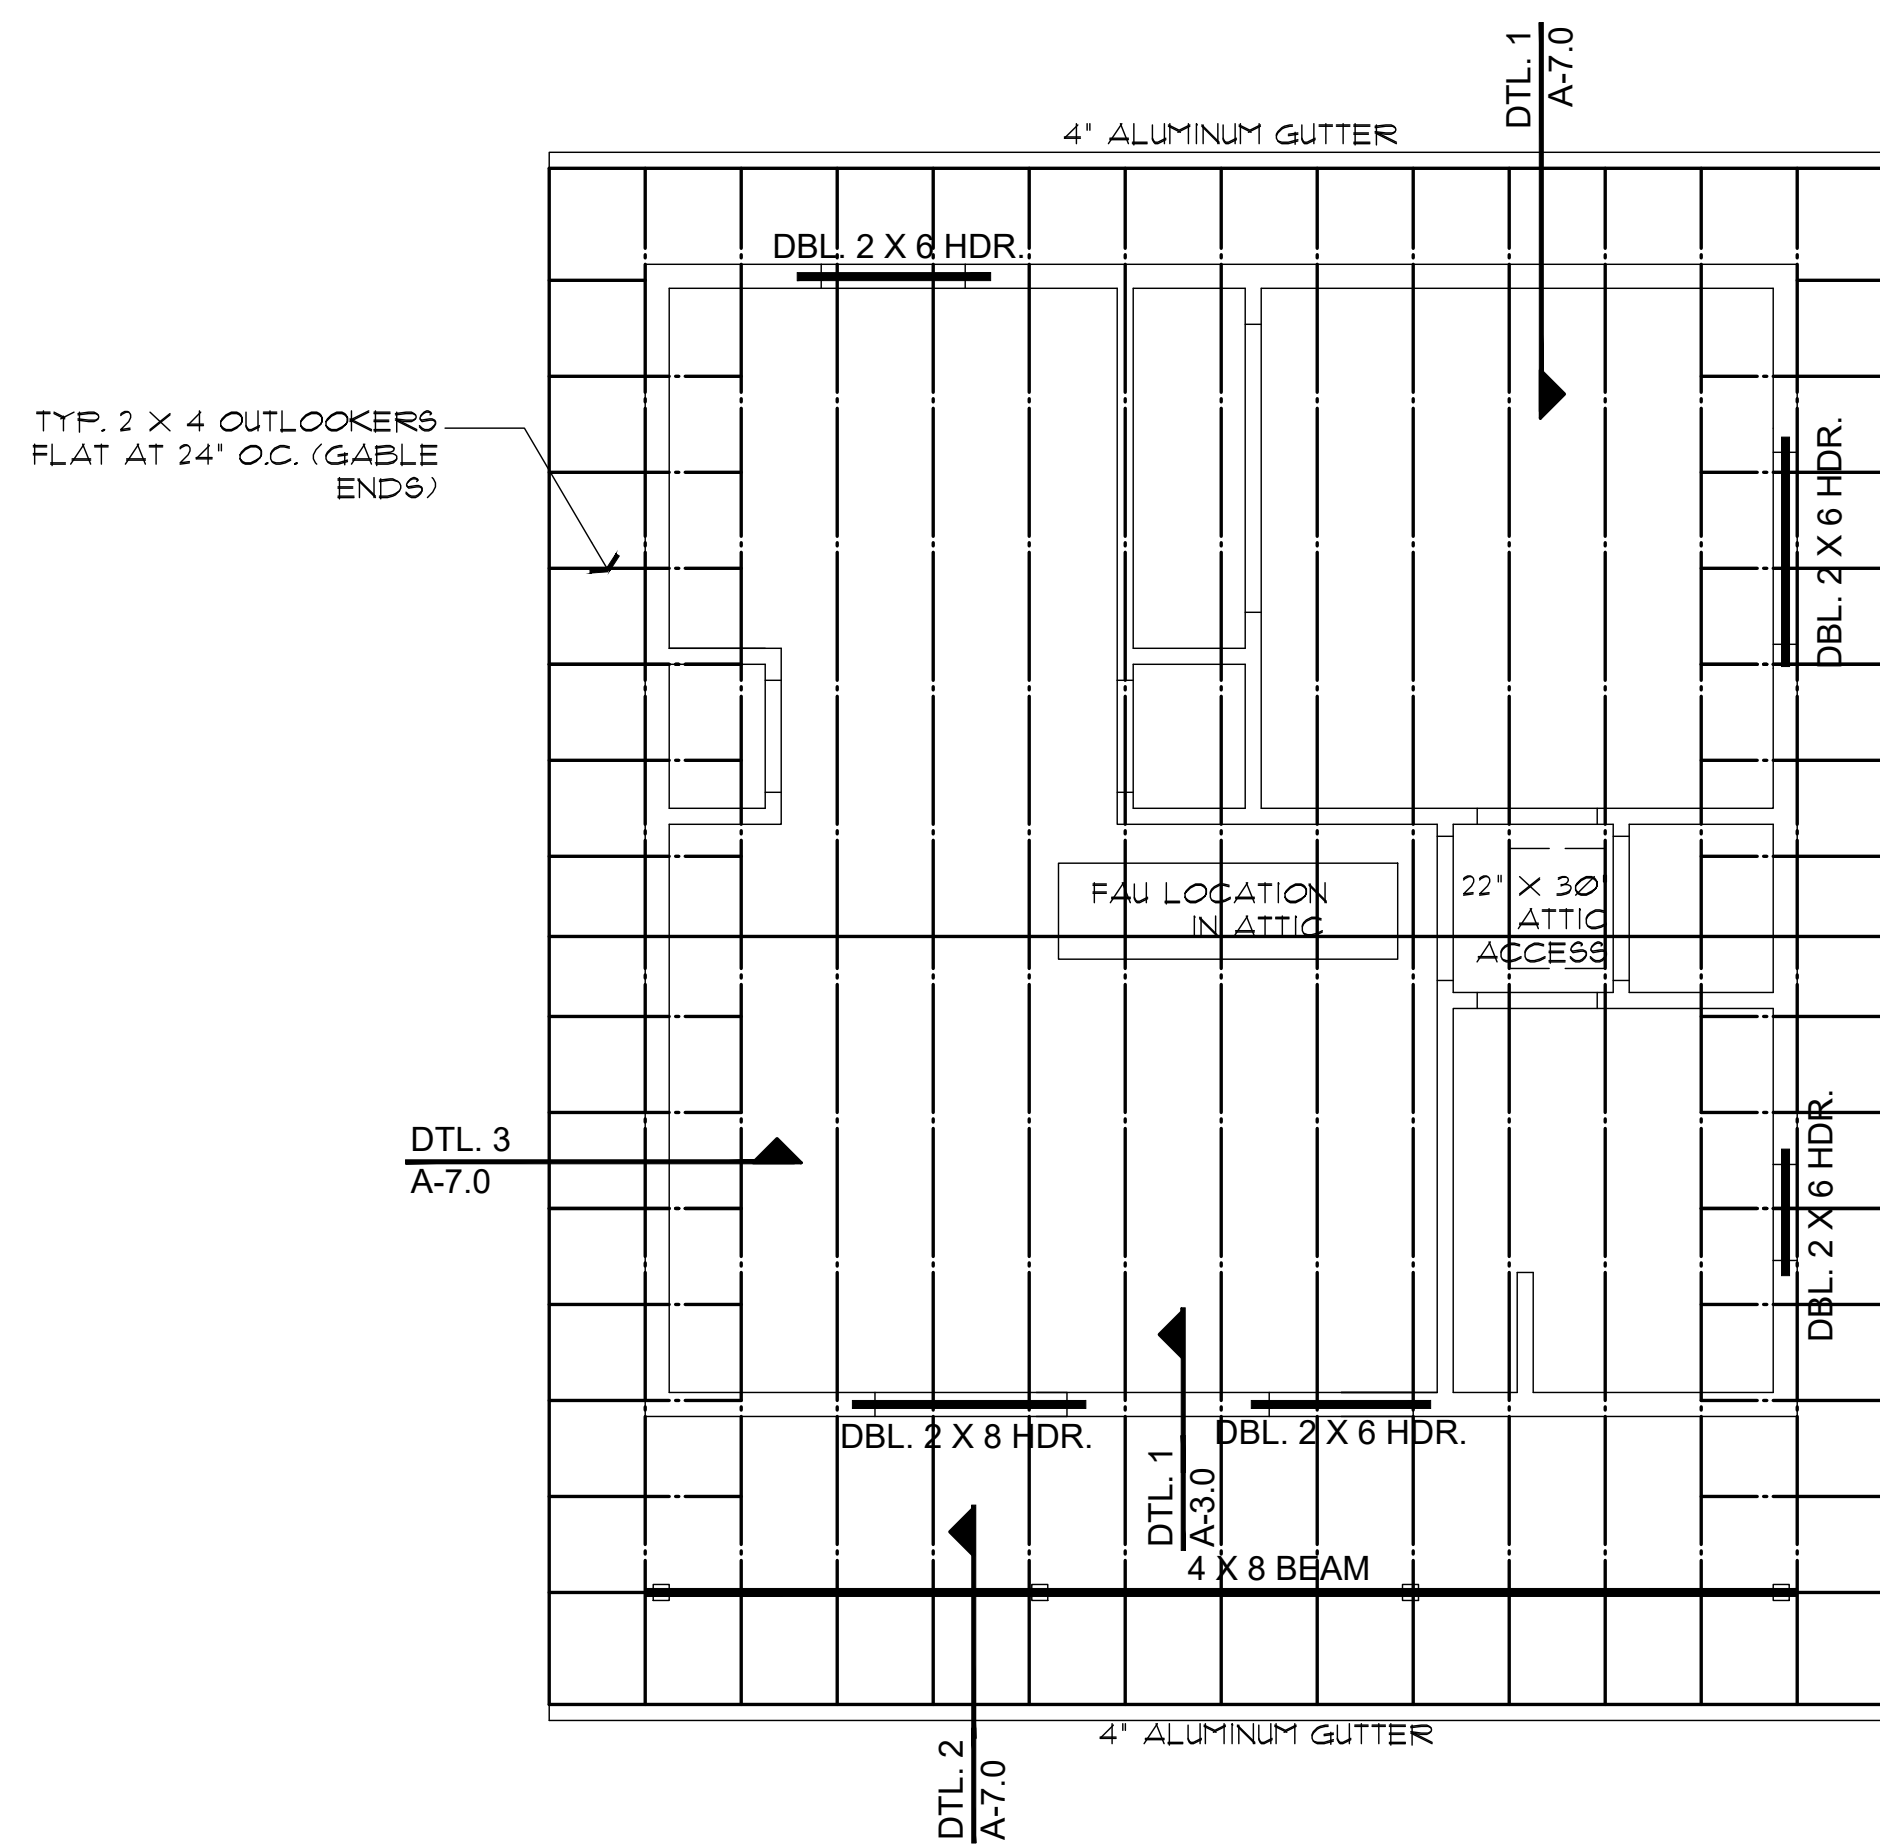 DTL. 1
A-7.0
4" ALUMINUM GUTTER
DBL. 2 X 6 HDR.
TYP. 2 X 4 OUTLOOKERS
FLAT AT 24" O.C. (GABLE
ENDS)
DBL. 2 X 6 HDR.
FAU LOCATION
IN ATTIC
22" X 30"
ATTIC
ACCESS
DTL. 3
A-7.0
DBL. 2 X 6 HDR.
DBL. 2 X 8 HDR.
DBL. 2 X 6 HDR.
DTL. 1
A-3.0
4 X 8 BEAM
4" ALUMINUM GUTTER
DTL. 2
A-7.0